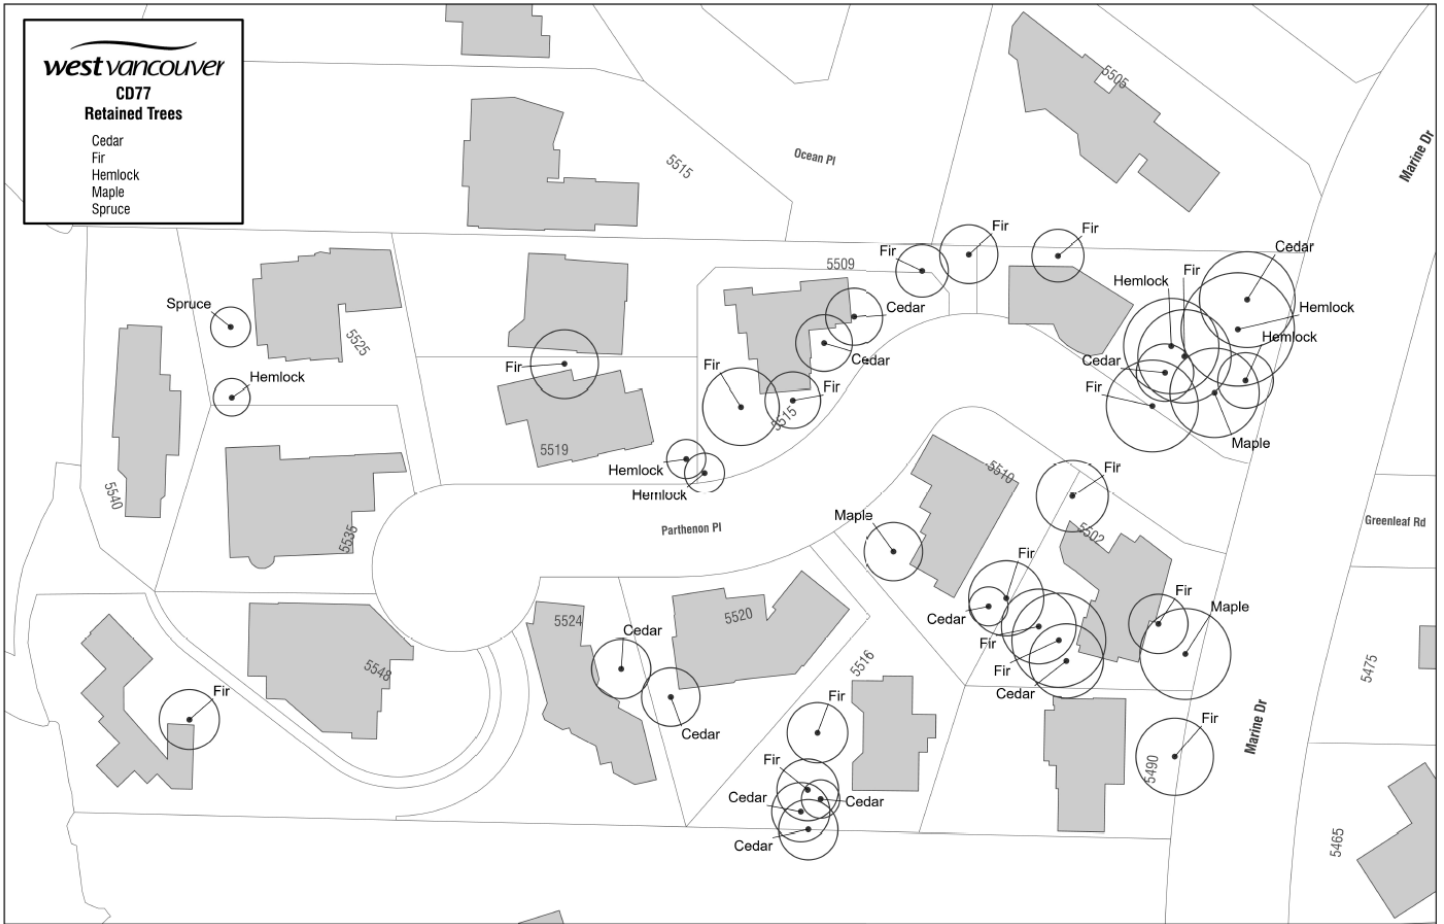 westvancouver
CD77
Retained Trees
Cedar
Fir
Hemlock
Maple
Spruce
5505
Marine Dr
Ocean Pl
5515
Fir
Fir
Fir
Fir
Cedar
5509
Hemlock
Fir
Spruce
Cedar
Hemlock
Hemlock
5525
Cedar
Cedar
Fir
Fir
Hemlock
Fir
Fir
5515
Maple
5519
Hemlock
Fir
5510
Hemlock
5540
Maple
Parthenon Pl
Greenleaf Rd
5535
5502
Fir
Fir
Maple
Cedar
5524
5520
Cedar
Fir
5516
5475
5548
Fir
Cedar
Fir
Fir
Fir
Marine Dr
Cedar
Fir
5490
Cedar
Cedar
Cedar
5465